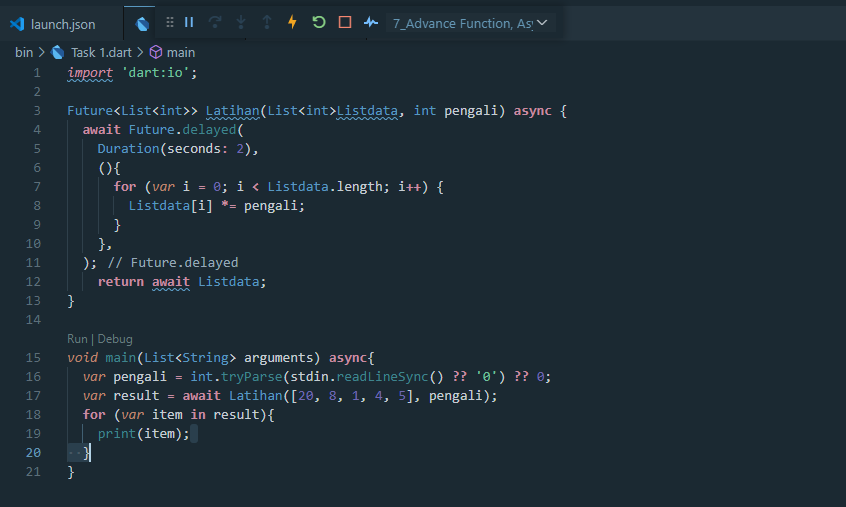 launch.json
7_Advance Function, As
bin > Task 1.dart > main
1 import 'dart:io';
2
3 Future<List<int>> Latihan(List<int>Listdata, int pengali) async {
4 await Future.delayed(
5 Duration(seconds: 2),
6 (){
7 for (var i = 0; i < Listdata.length; i++) {
8 Listdata[i] *= pengali;
9 }
10 },
11 ); // Future.delayed
12 return await Listdata;
13 }
14
Run | Debug
15 void main(List<String> arguments) async{
16 var pengali = int.tryParse(stdin.readLineSync() ?? '0') ?? 0;
17 var result = await Latihan([20, 8, 1, 4, 5], pengali);
18 for (var item in result){
19 print(item);
20 }
21 }